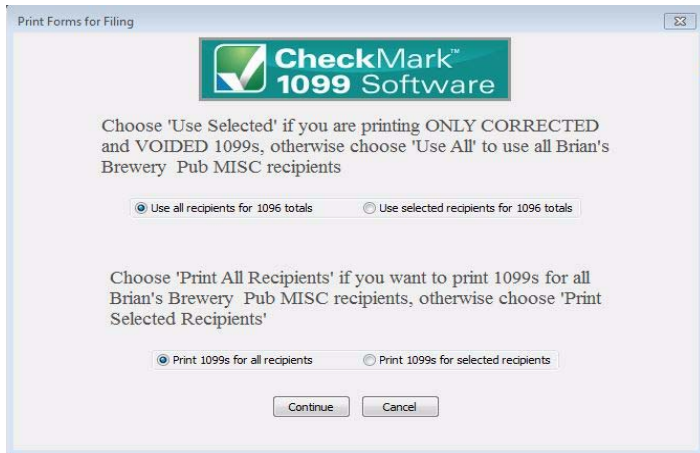 Print Forms for Filing
CheckMark™
1099 Software
Choose 'Use Selected' if you are printing ONLY CORRECTED
and VOIDED 1099s, otherwise choose 'Use All' to use all Brian's
Brewery Pub MISC recipients
Use all recipients for 1096 totals Use selected recipients for 1096 totals
Choose 'Print All Recipients' if you want to print 1099s for all
Brian's Brewery Pub MISC recipients, otherwise choose 'Print
Selected Recipients'
Print 1099s for all recipients Print 1099s for selected recipients
Continue Cancel